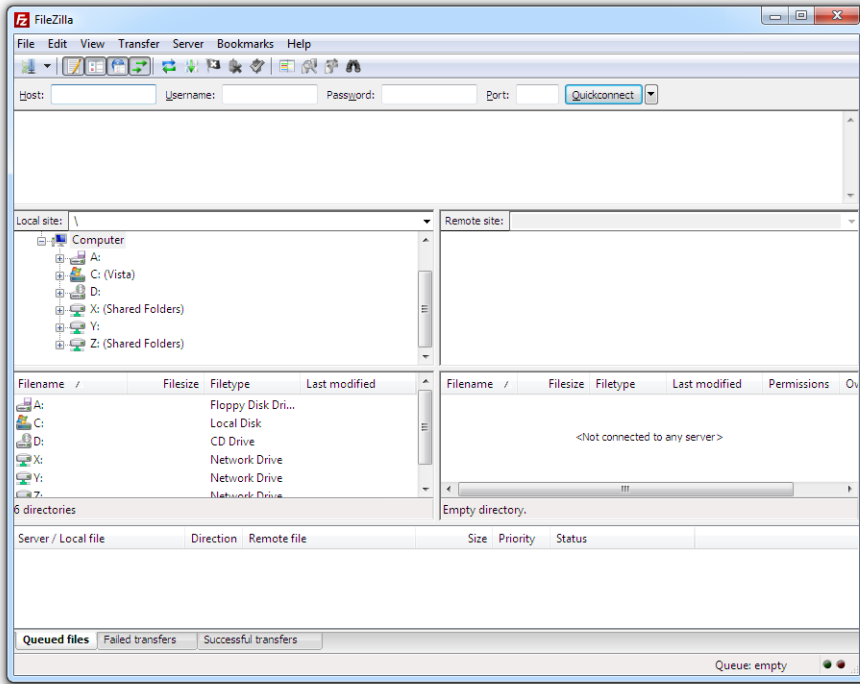 FileZilla
File Edit View Transfer Server Bookmarks Help
Host: Username: Password: Port: Quickconnect
Local site: \
Computer
A:
C: (Vista)
D:
X: (Shared Folders)
Y:
Z: (Shared Folders)
Remote site:
Filename / Filesize Filetype Last modified
A: Floppy Disk Dri...
C: Local Disk
D: CD Drive
X: Network Drive
Y: Network Drive
Z: Network Drive
6 directories
Filename / Filesize Filetype Last modified Permissions Ov
<Not connected to any server>
Empty directory.
Server / Local file Direction Remote file Size Priority Status
Queued files Failed transfers Successful transfers
Queue: empty